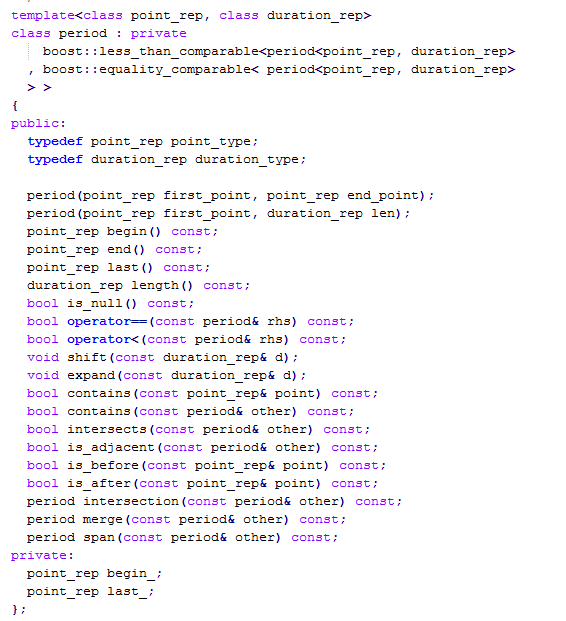 template<class point_rep, class duration_rep>
class period : private
boost::less_than_comparable<period<point_rep, duration_rep>
, boost::equality_comparable< period<point_rep, duration_rep>
> >
{
public:
typedef point_rep point_type;
typedef duration_rep duration_type;
period(point_rep first_point, point_rep end_point);
period(point_rep first_point, duration_rep len);
point_rep begin() const;
point_rep end() const;
point_rep last() const;
duration_rep length() const;
bool is_null() const;
bool operator==(const period& rhs) const;
bool operator<(const period& rhs) const;
void shift(const duration_rep& d);
void expand(const duration_rep& d);
bool contains(const point_rep& point) const;
bool contains(const period& other) const;
bool intersects(const period& other) const;
bool is_adjacent(const period& other) const;
bool is_before(const point_rep& point) const;
bool is_after(const point_rep& point) const;
period intersection(const period& other) const;
period merge(const period& other) const;
period span(const period& other) const;
private:
point_rep begin_;
point_rep last_;
};